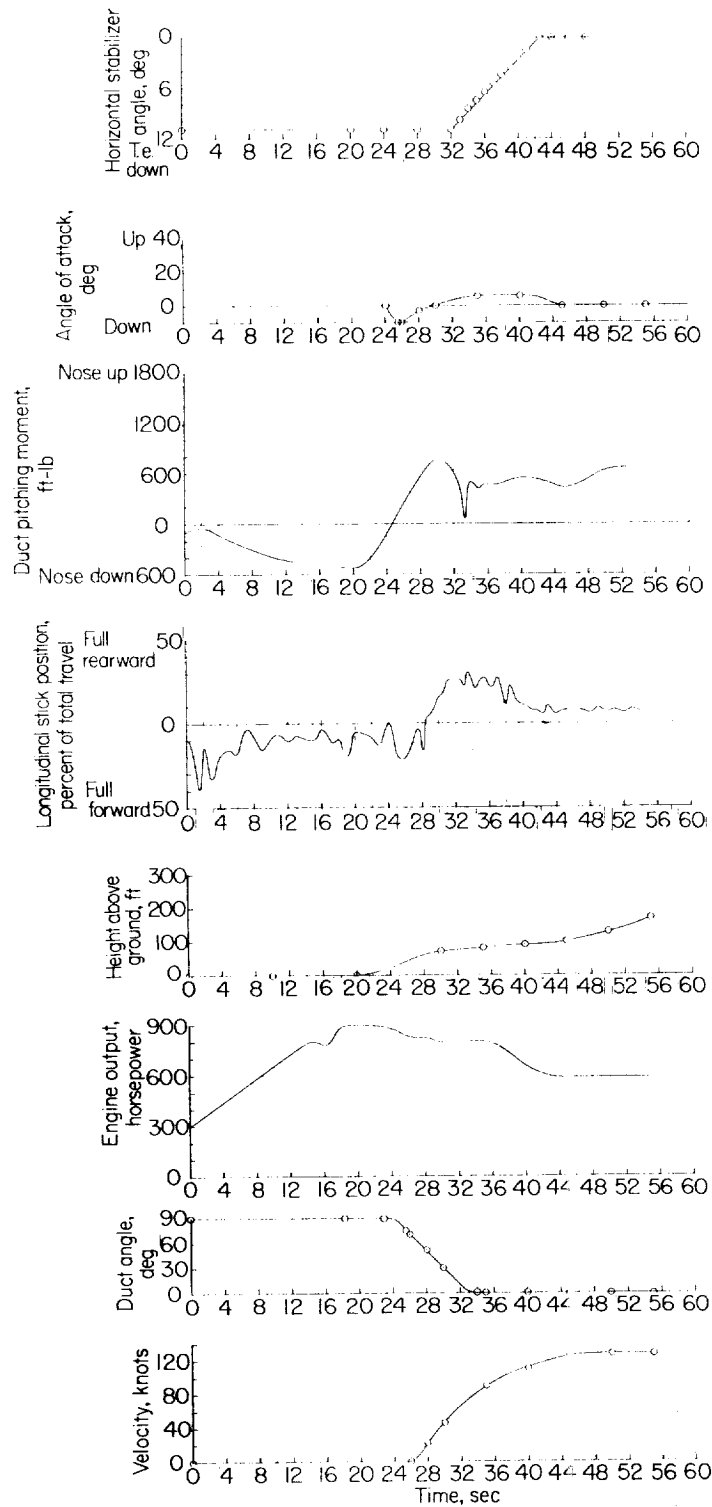 Horizontal stabilizer
angle, deg
0
6
12
T.e.
down
0 4 8 12 16 20 24 28 32 36 40 44 48 52 56 60
Angle of attack,
deg
Up 40
20
0
Down
0 4 8 12 16 20 24 28 32 36 40 44 48 52 56 60
Duct pitching moment,
ft-lb
Nose up 1800
1200
600
0
Nose down 600
0 4 8 12 16 20 24 28 32 36 40 44 48 52 56 60
Longitudinal stick position,
percent of total travel
Full 50
rearward
0
Full
forward 50
0 4 8 12 16 20 24 28 32 36 40 44 48 52 56 60
Height above
ground, ft
300
200
100
0
0 4 8 12 16 20 24 28 32 36 40 44 48 52 56 60
Engine output,
horsepower
900
600
300
0
0 4 8 12 16 20 24 28 32 36 40 44 48 52 56 60
Duct angle,
deg
90
60
30
0
0 4 8 12 16 20 24 28 32 36 40 44 48 52 56 60
Velocity, knots
120
80
40
0
0 4 8 12 16 20 24 28 32 36 40 44 48 52 56 60
Time, sec